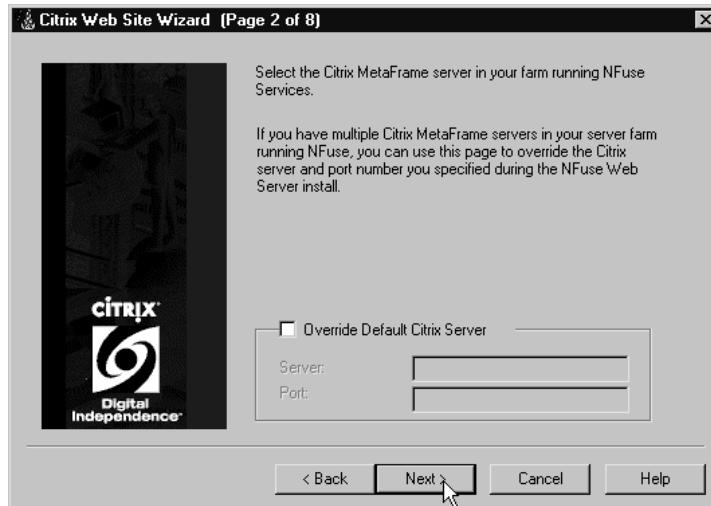 Citrix Web Site Wizard (Page 2 of 8)
Select the Citrix MetaFrame server in your farm running NFuse
Services.
If you have multiple Citrix MetaFrame servers in your server farm
running NFuse, you can use this page to override the Citrix
server and port number you specified during the NFuse Web
Server install.
CİTRIX
Digital
Independence
Override Default Citrix Server
Server:
Port:
< Back
Next >
Cancel
Help